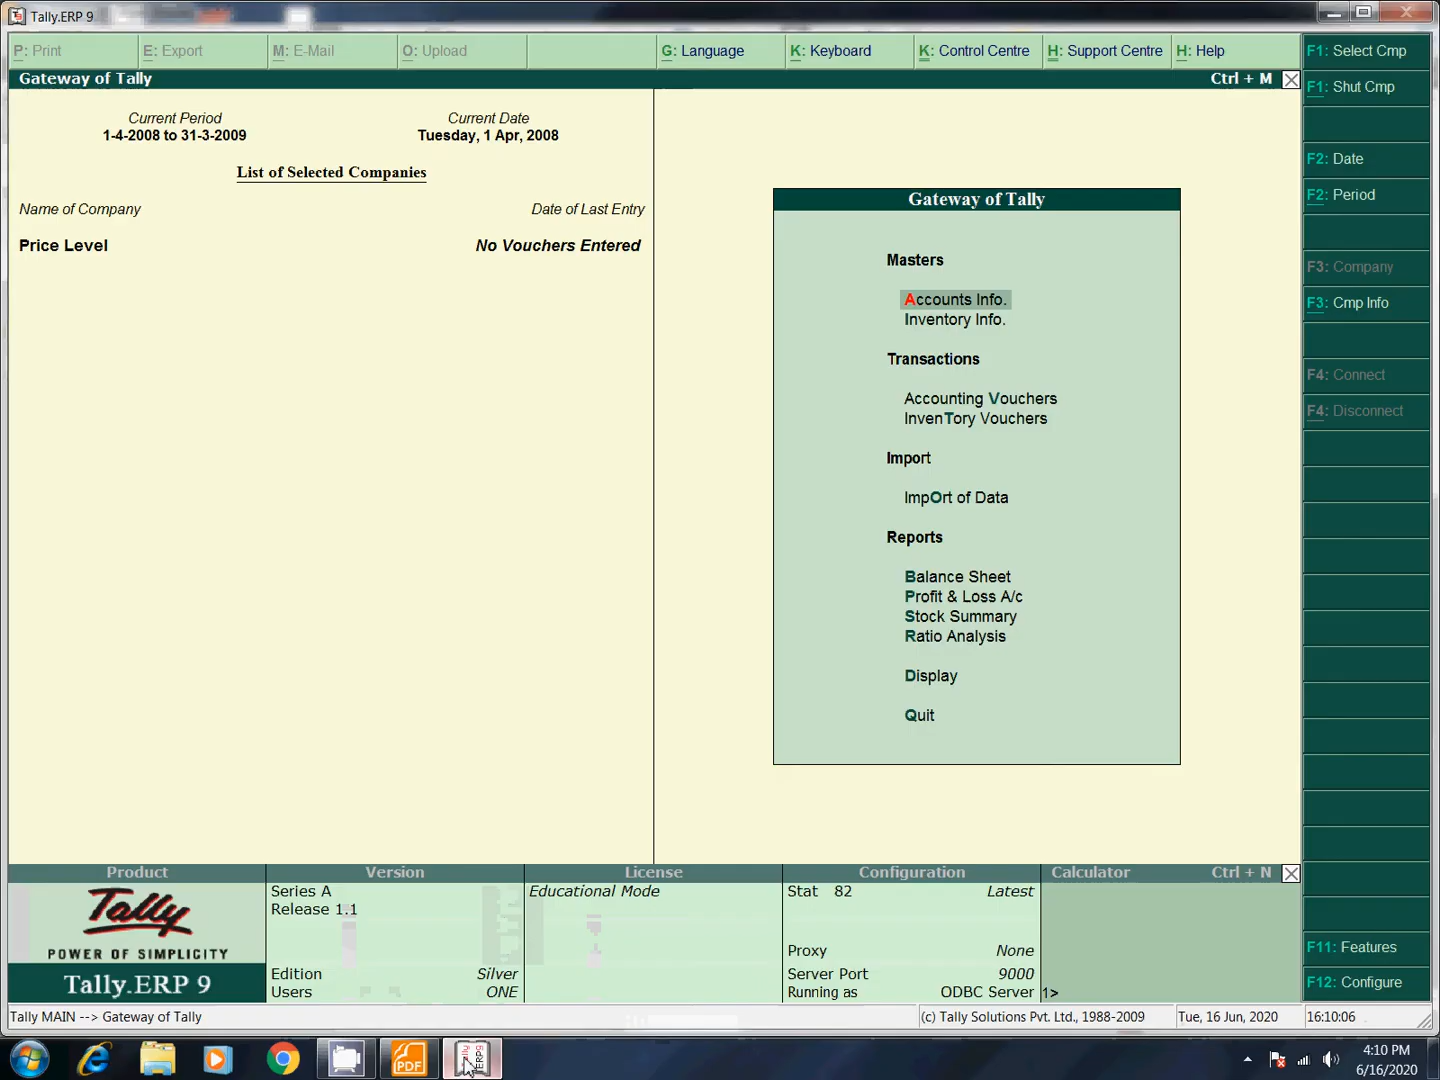 Tally.ERP 9
P: Print
E: Export
M: E-Mail
O: Upload
G: Language
K: Keyboard
K: Control Centre
H: Support Centre
H: Help
Gateway of Tally
Ctrl + M
Current Period
1-4-2008 to 31-3-2009
Current Date
Tuesday, 1 Apr, 2008
List of Selected Companies
Name of Company
Date of Last Entry
Price Level
No Vouchers Entered
Gateway of Tally
Masters
Accounts Info.
Inventory Info.
Transactions
Accounting Vouchers
InvenTory Vouchers
Import
ImpOrt of Data
Reports
Balance Sheet
Profit & Loss A/c
Stock Summary
Ratio Analysis
Display
Quit
F1: Select Cmp
F1: Shut Cmp
F2: Date
F2: Period
F3: Company
F3: Cmp Info
F4: Connect
F4: Disconnect
F11: Features
F12: Configure
Product
Tally
POWER OF SIMPLICITY
Tally.ERP 9
Version
Series A
Release 1.1
Edition Silver
Users ONE
License
Educational Mode
Configuration
Stat 82 Latest
Proxy None
Server Port 9000
Running as ODBC Server
Calculator
Ctrl + N
1>
Tally MAIN --> Gateway of Tally
(c) Tally Solutions Pvt. Ltd., 1988-2009
Tue, 16 Jun, 2020
16:10:06
PDF
Tally
ERP9
4:10 PM
6/16/2020